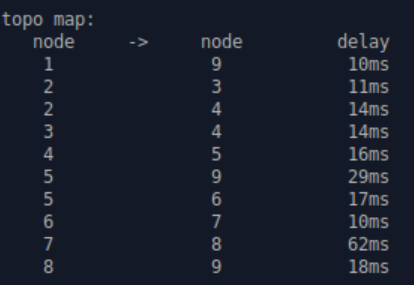 topo map:
node -> node delay
1 9 10ms
2 3 11ms
2 4 14ms
3 4 14ms
4 5 16ms
5 9 29ms
5 6 17ms
6 7 10ms
7 8 62ms
8 9 18ms